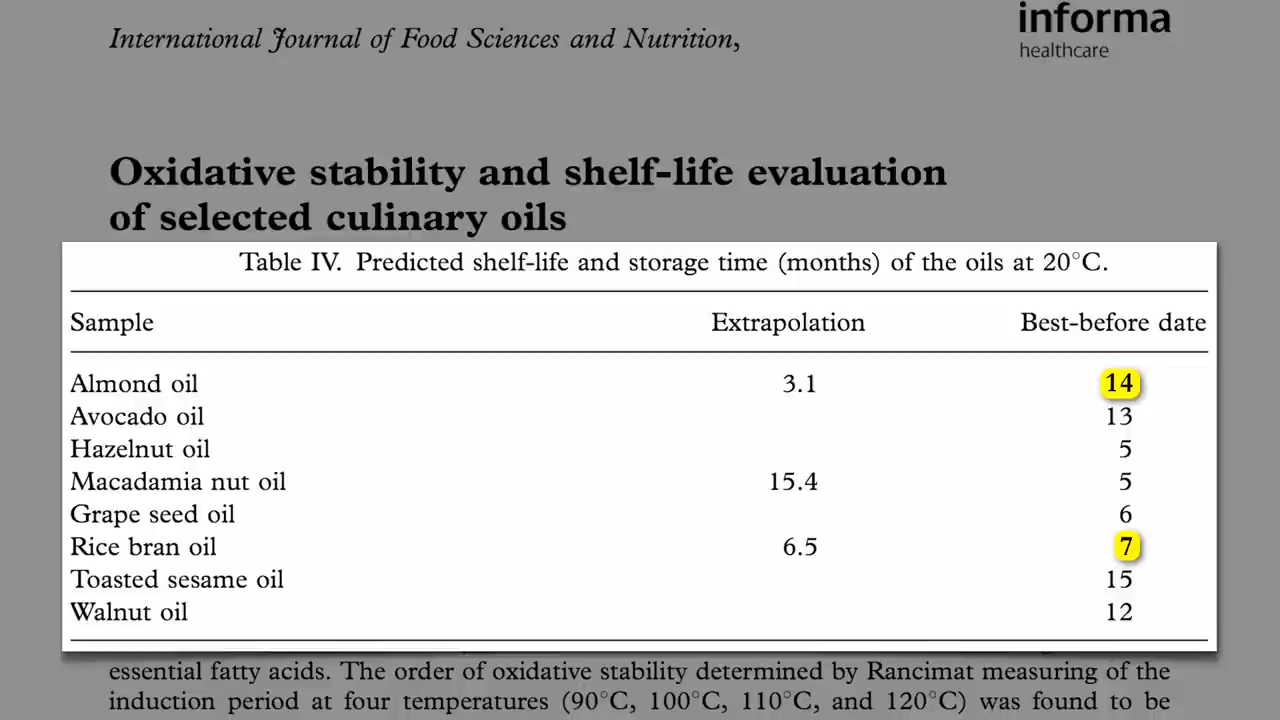 informa
healthcare
International Journal of Food Sciences and Nutrition,
Oxidative stability and shelf-life evaluation
of selected culinary oils
Table IV. Predicted shelf-life and storage time (months) of the oils at 20°C.
Sample Extrapolation Best-before date
Almond oil 3.1 14
Avocado oil 13
Hazelnut oil 5
Macadamia nut oil 15.4 5
Grape seed oil 6
Rice bran oil 6.5 7
Toasted sesame oil 15
Walnut oil 12
essential fatty acids. The order of oxidative stability determined by Rancimat measuring of the
induction period at four temperatures (90°C, 100°C, 110°C, and 120°C) was found to be